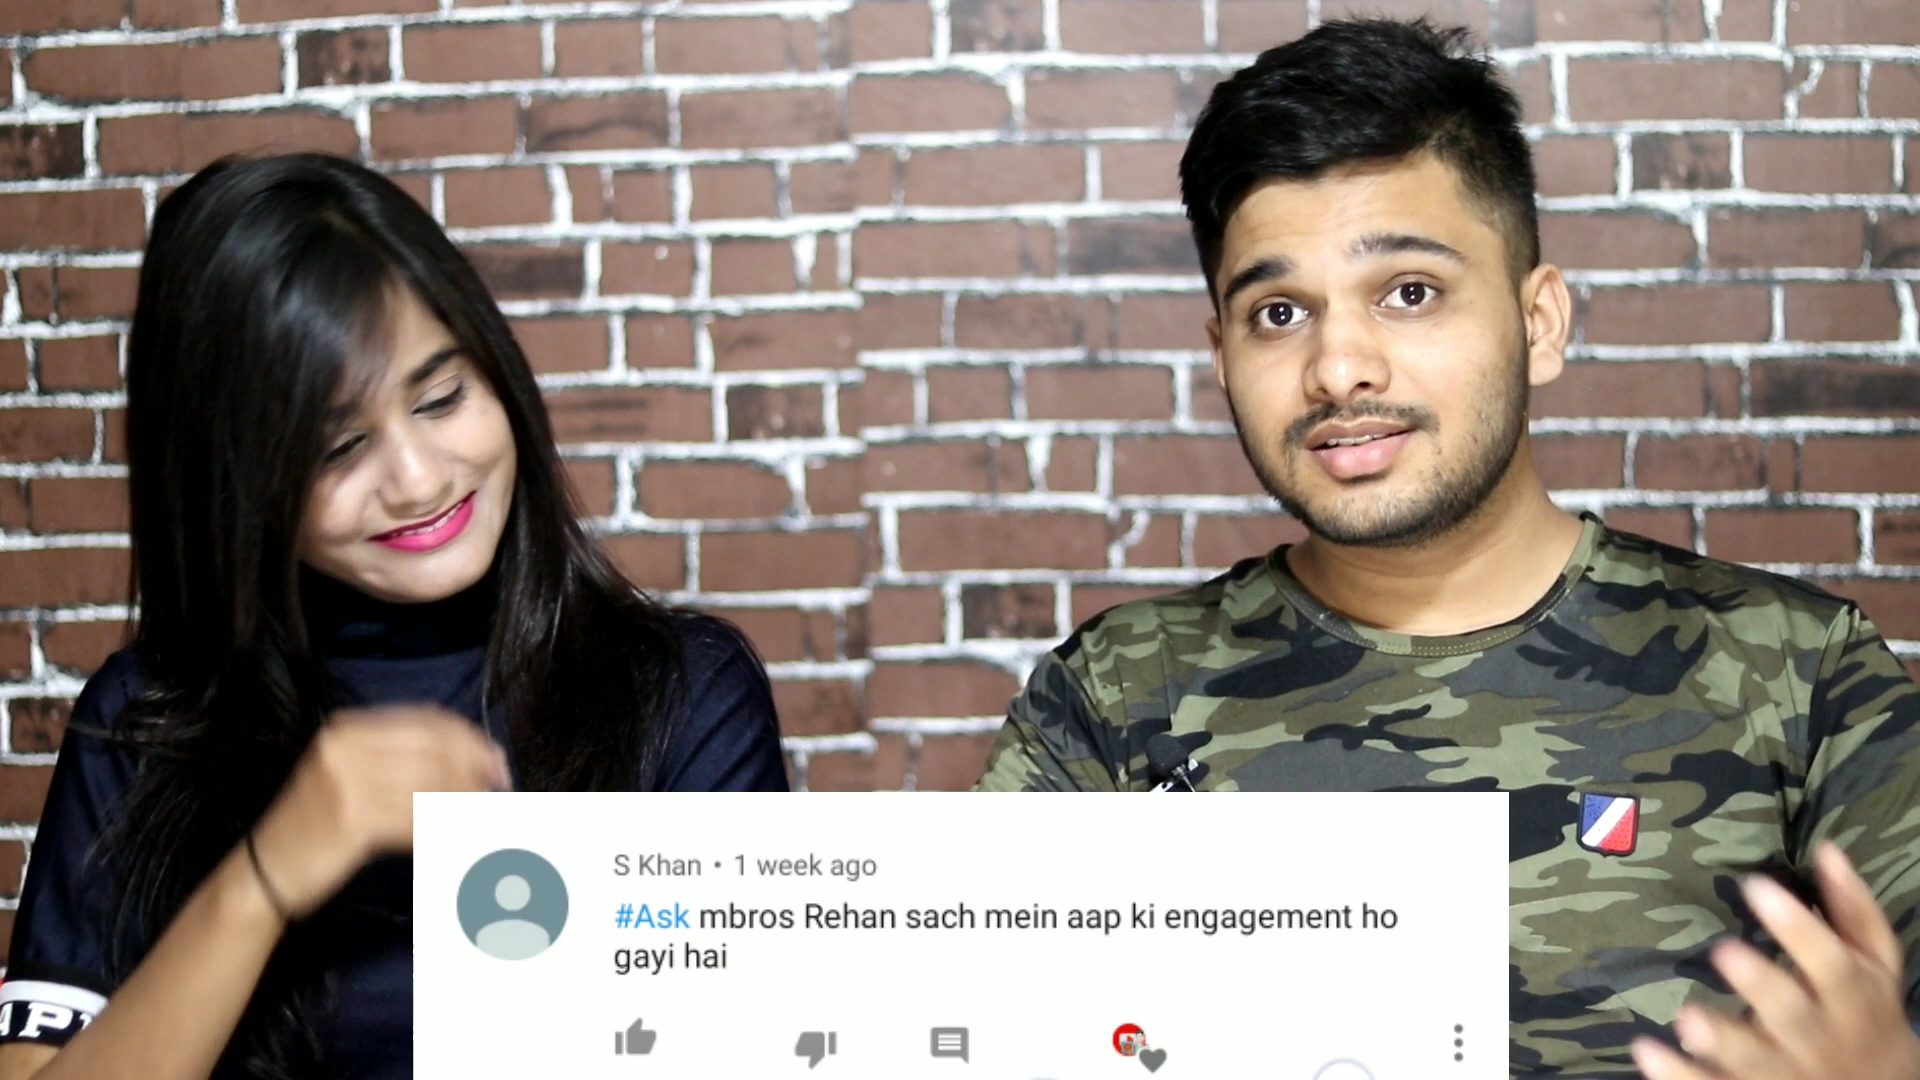 S Khan • 1 week ago
#Ask mbros Rehan sach mein aap ki engagement ho
gayi hai